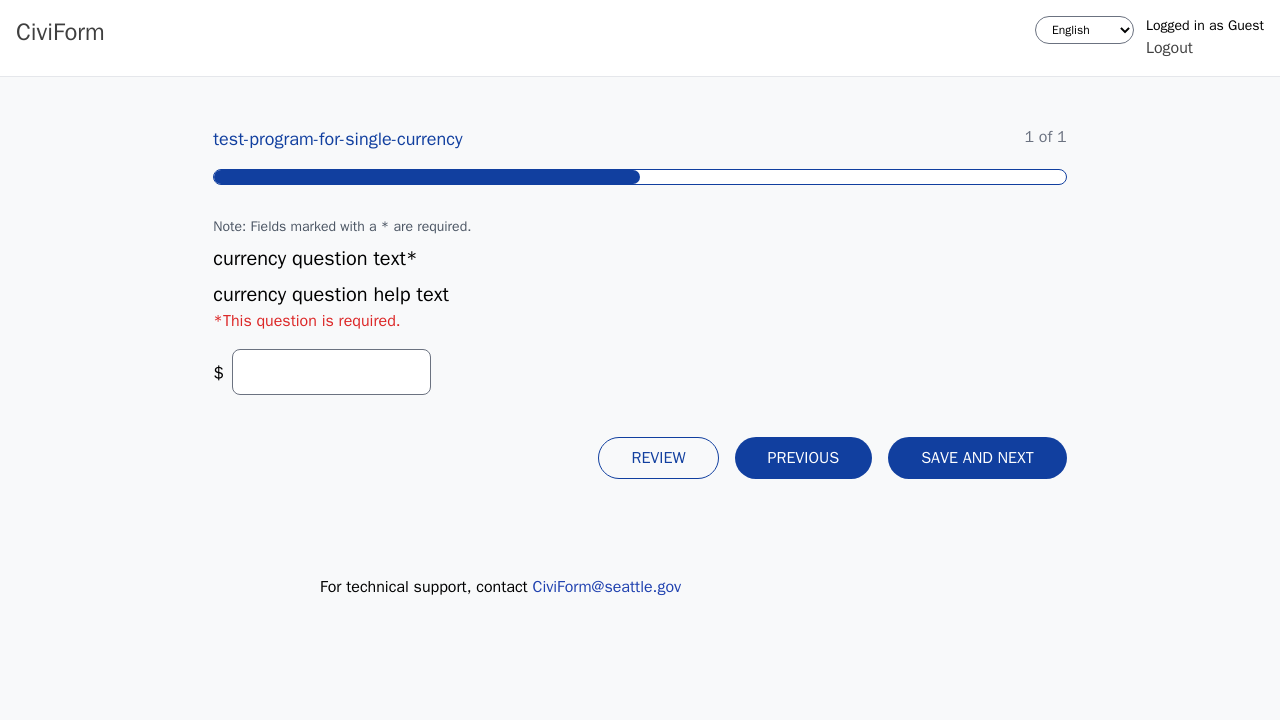 CiviForm
English
Logged in as Guest
Logout
test-program-for-single-currency
1 of 1
Note: Fields marked with a * are required.
currency question text*
currency question help text
*This question is required.
$
REVIEW
PREVIOUS
SAVE AND NEXT
For technical support, contact CiviForm@seattle.gov